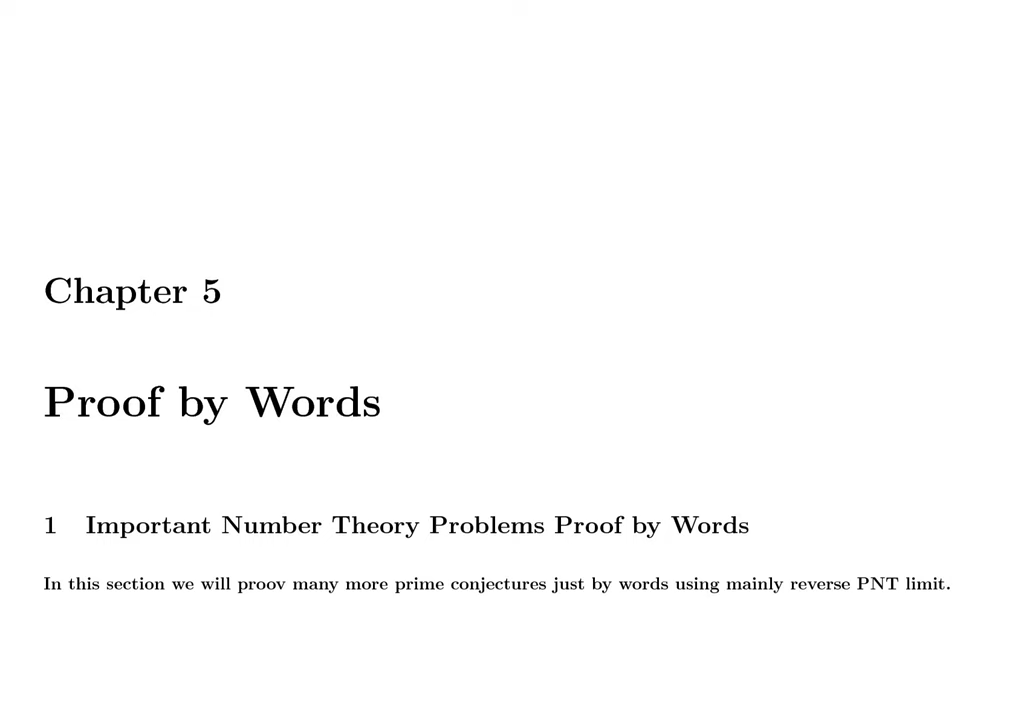 Chapter 5
Proof by Words
1 Important Number Theory Problems Proof by Words
In this section we will proov many more prime conjectures just by words using mainly reverse PNT limit.